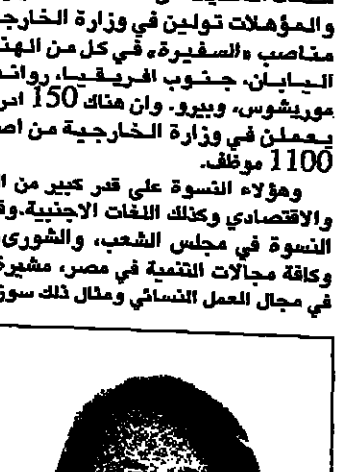 والمؤهلات تولين في وزارة الخارج
مناصب «السفيرة» في كل من الهند
اليابان، جنوب افريقيا، رواند
موريشوس، وبيرو. وان هناك 150 امر
يعملن في وزارة الخارجية من اصـ
1100 موظف.
وهؤلاء النسوة على قدر كبير من ا
والاقتصادي وكذلك اللغات الاجنبية.وق
النسوة في مجلس الشعب، والشورى،
وكافة مجالات التنمية في مصر، مشيرة
في مجال العمل النسائي ومثال ذلك سوز